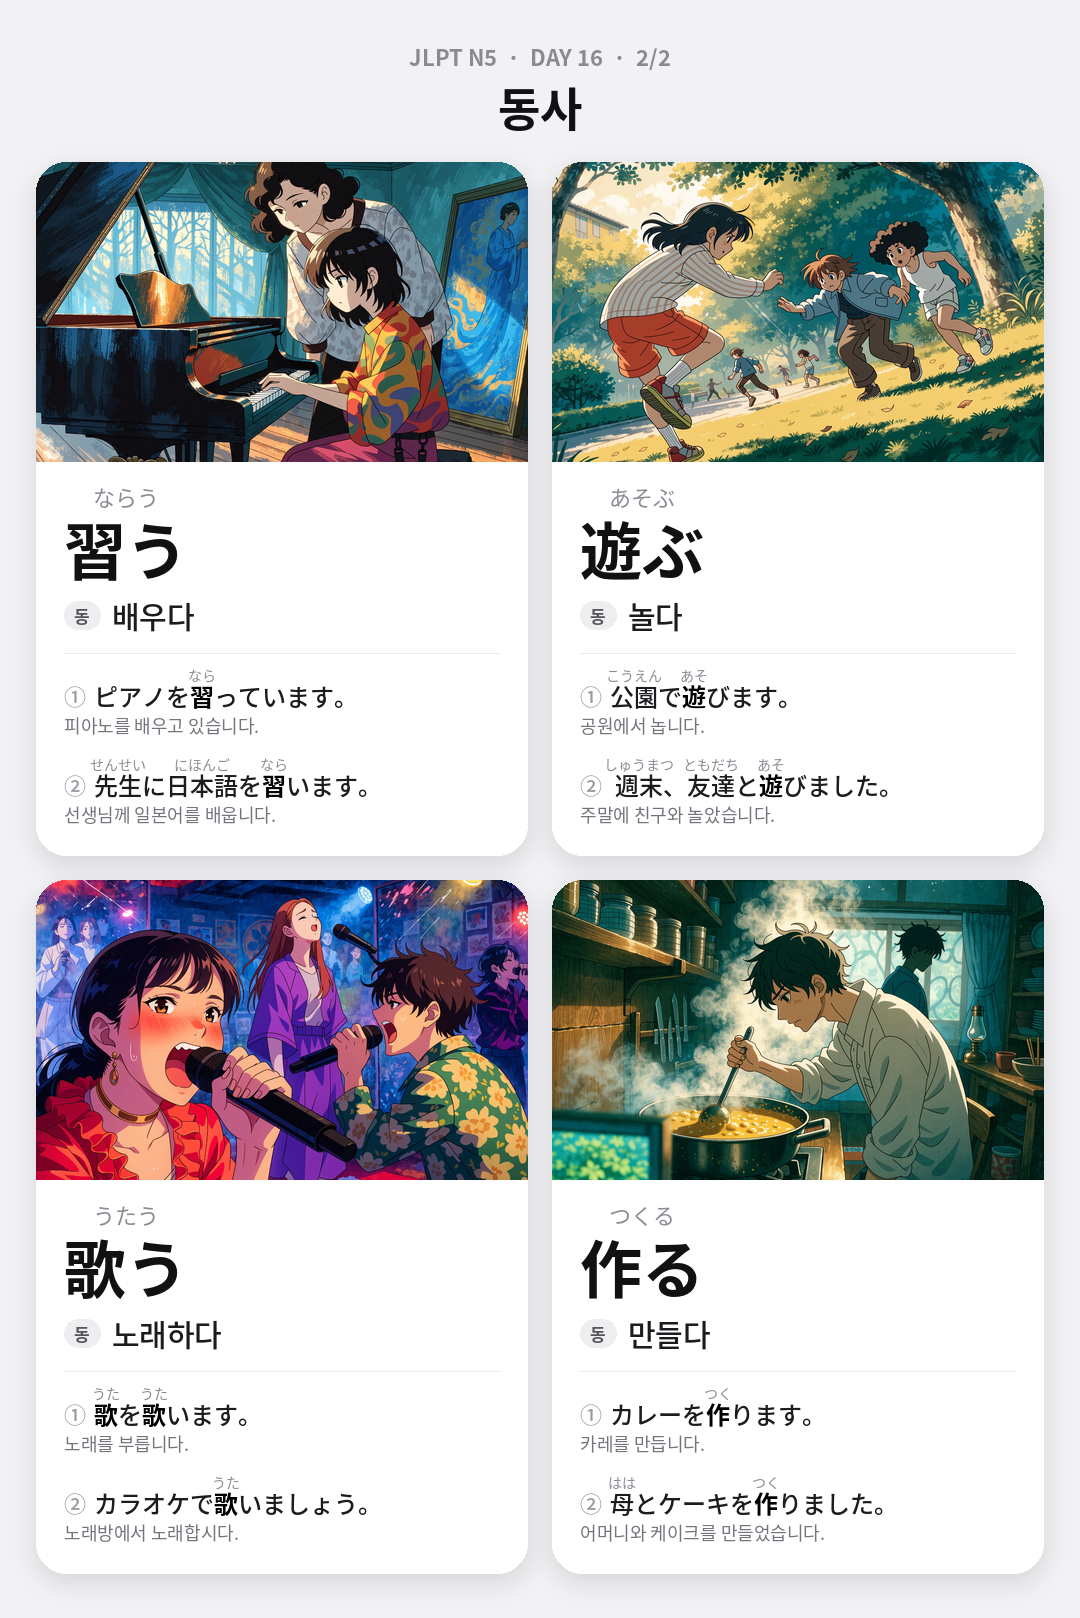 JLPT N5 · DAY 16 · 2/2
동사
ならう
習う
동 배우다
なら
① ピアノを習っています。
피아노를 배우고 있습니다.
せんせい にほんご なら
② 先生に日本語を習います。
선생님께 일본어를 배웁니다.
あそぶ
遊ぶ
동 놀다
こうえん あそ
① 公園で遊びます。
공원에서 놉니다.
しゅうまつ ともだち あそ
② 週末、友達と遊びました。
주말에 친구와 놀았습니다.
うたう
歌う
동 노래하다
うた うた
① 歌を歌います。
노래를 부릅니다.
うた
② カラオケで歌いましょう。
노래방에서 노래합시다.
つくる
作る
동 만들다
つく
① カレーを作ります。
카레를 만듭니다.
はは つく
② 母とケーキを作りました。
어머니와 케이크를 만들었습니다.